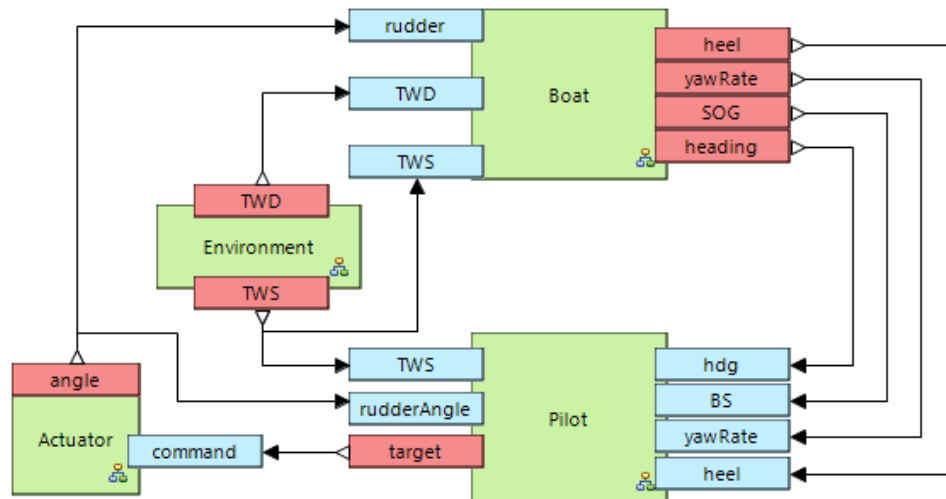 rudder
heel
yawRate
TWD
Boat
SOG
heading
TWS
TWD
Environment
TWS
TWS
hdg
angle
rudderAngle
BS
Pilot
Actuator
command
target
yawRate
heel